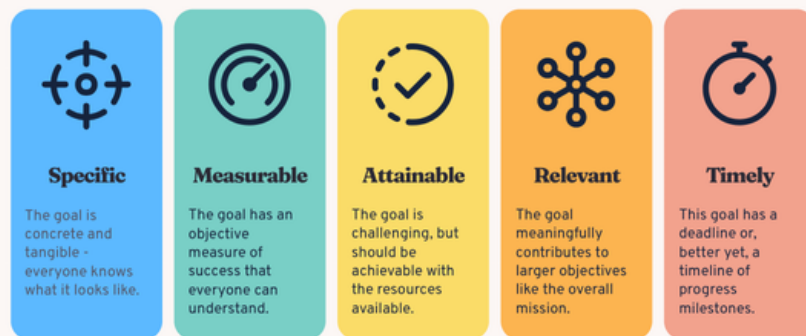 Specific
The goal is
concrete and
tangible -
everyone knows
what it looks like.
Measurable
The goal has an
objective
measure of
success that
everyone can
understand.
Attainable
The goal is
challenging, but
should be
achievable with
the resources
available.
Relevant
The goal
meaningfully
contributes to
larger objectives
like the overall
mission.
Timely
This goal has a
deadline or,
better yet, a
timeline of
progress
milestones.